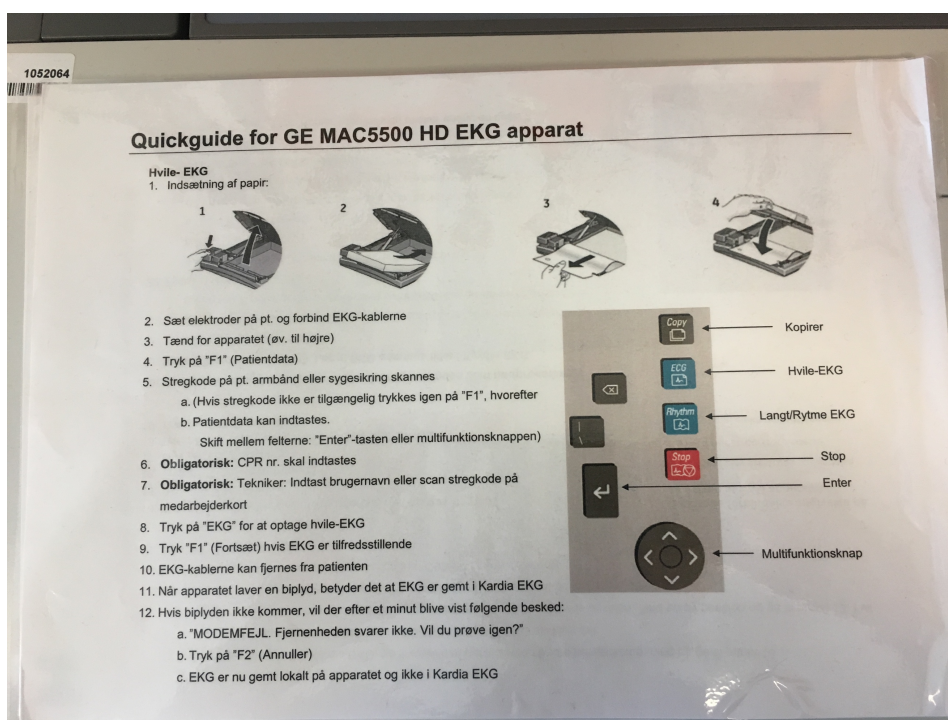 1052064
Quickguide for GE MAC5500 HD EKG apparat
Hvile- EKG
1. Indsætning af papir:
1
2
3
4
2. Sæt elektroder på pt. og forbind EKG-kablerne
3. Tænd for apparatet (øv. til højre)
4. Tryk på "F1" (Patientdata)
5. Stregkode på pt. armbånd eller sygesikring skannes
a. (Hvis stregkode ikke er tilgængelig trykkes igen på "F1", hvorefter
b. Patientdata kan indtastes.
Skift mellem felterne: "Enter"-tasten eller multifunktionsknappen)
6. Obligatorisk: CPR nr. skal indtastes
7. Obligatorisk: Tekniker: Indtast brugernavn eller scan stregkode på
medarbejderkort
8. Tryk på "EKG" for at optage hvile-EKG
9. Tryk "F1" (Fortsæt) hvis EKG er tilfredsstillende
10. EKG-kablerne kan fjernes fra patienten
11. Når apparatet laver en biplyd, betyder det at EKG er gemt i Kardia EKG
12. Hvis biplyden ikke kommer, vil der efter et minut blive vist følgende besked:
a. "MODEMFEJL. Fjernenheden svarer ikke. Vil du prøve igen?"
b. Tryk på "F2" (Annuller)
c. EKG er nu gemt lokalt på apparatet og ikke i Kardia EKG
Copy
Kopirer
ECG
Hvile-EKG
Rhythm
Langt/Rytme EKG
|
\
Stop
Stop
Enter
Multifunktionsknap